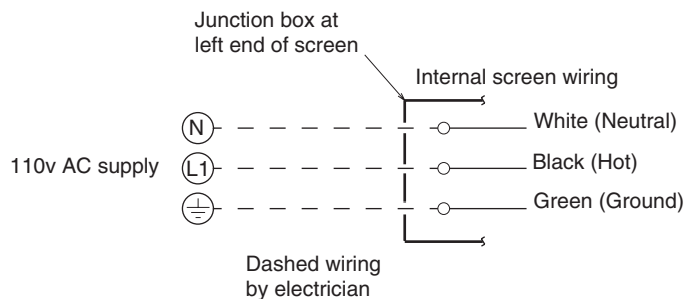 Junction box at
left end of screen
Internal screen wiring
N
White (Neutral)
110v AC supply
L1
Black (Hot)
Green (Ground)
Dashed wiring
by electrician